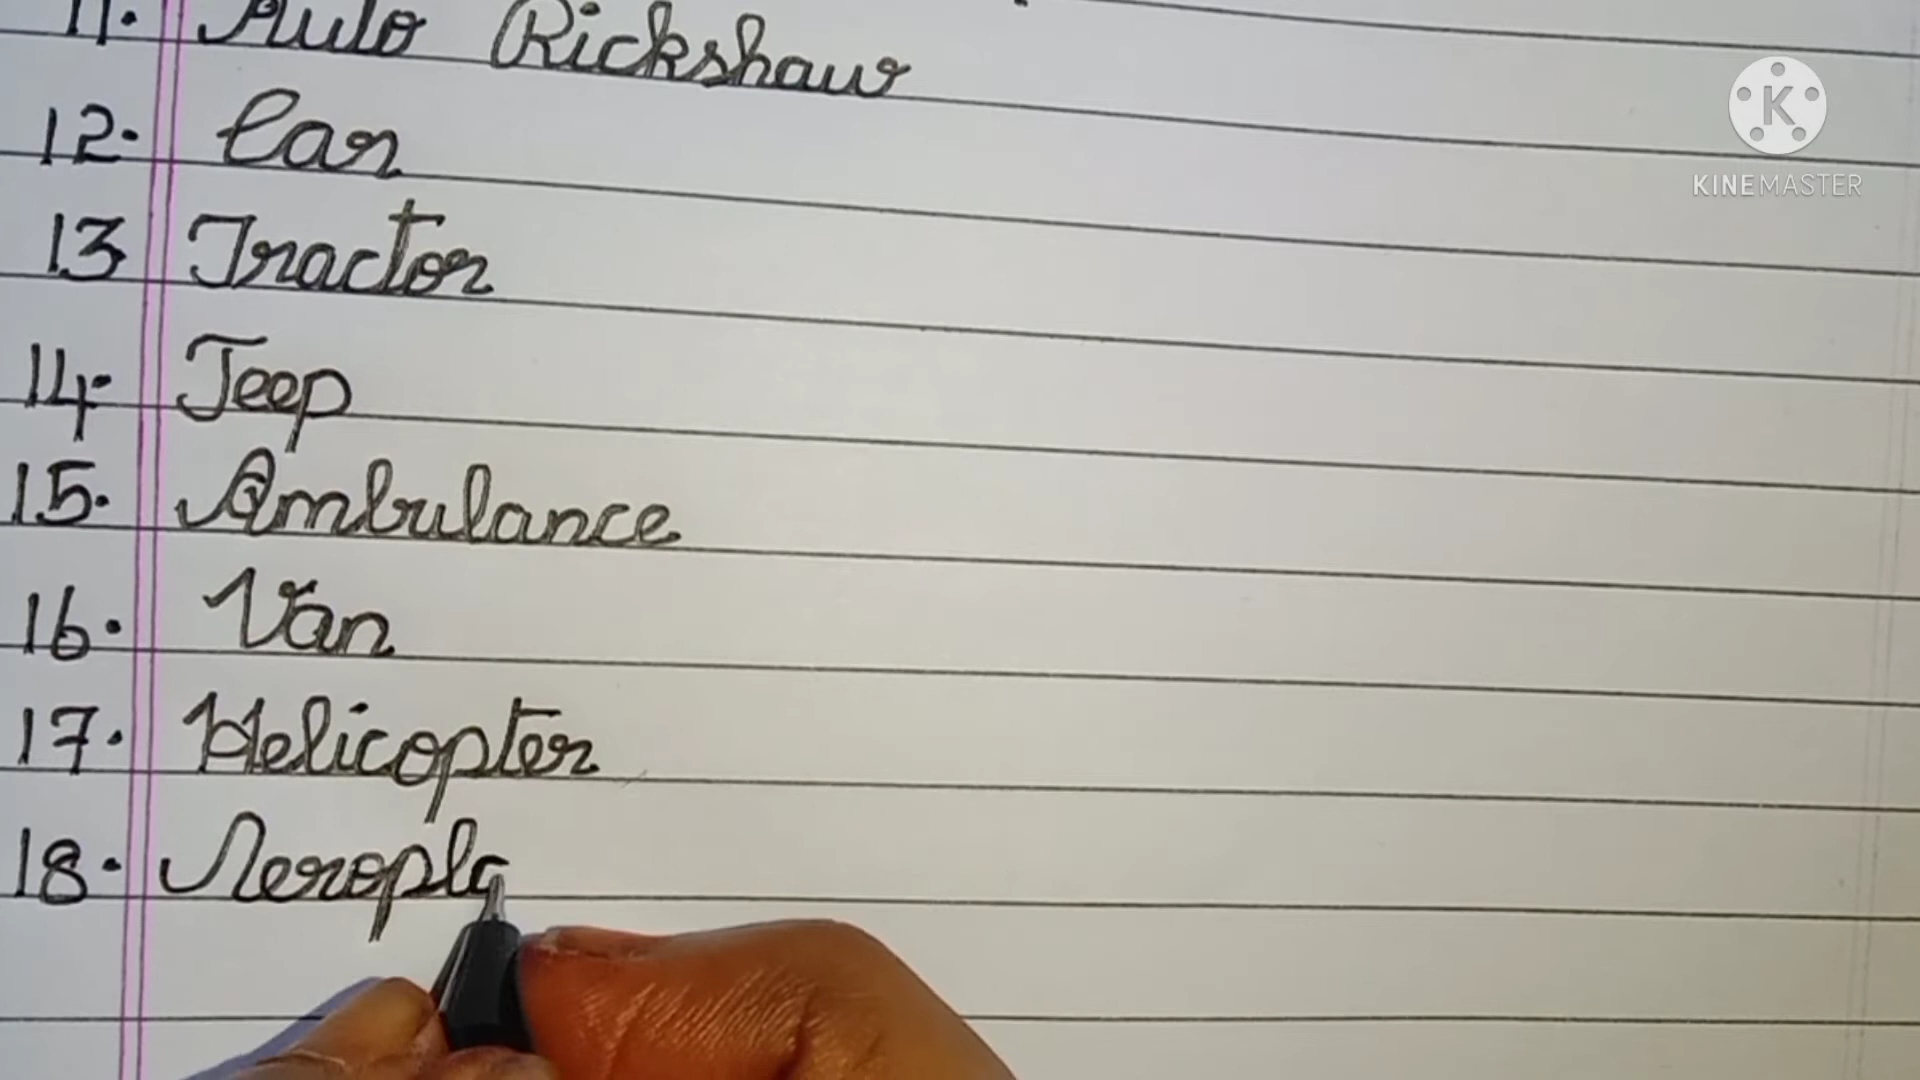 11. Auto Rickshaw
12. Car
13 Tractor
14. Jeep
15. Ambulance
16. Van
17. Helicopter
18. Aeropla
K
KINEMASTER